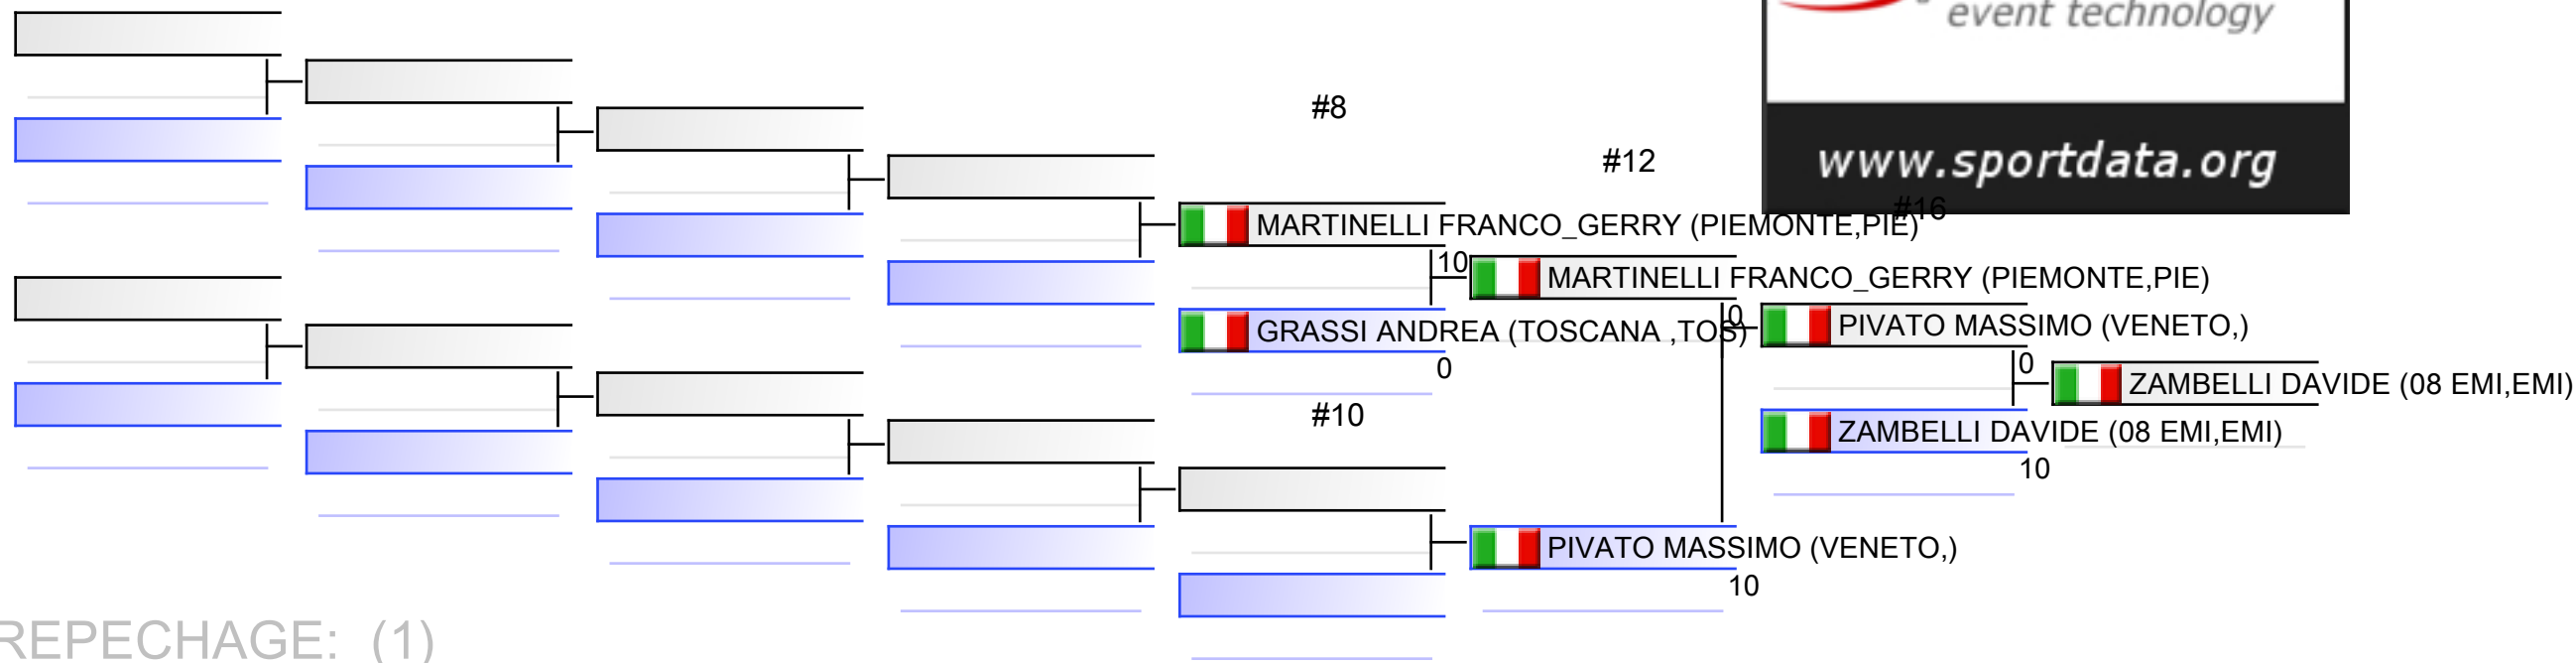 event technology
www.sportdata.org
#8
#12
#16
MARTINELLI FRANCO_GERRY (PIEMONTE,PIE)
10
MARTINELLI FRANCO_GERRY (PIEMONTE,PIE)
0
GRASSI ANDREA (TOSCANA ,TOS)
0
PIVATO MASSIMO (VENETO,)
0
ZAMBELLI DAVIDE (08 EMI,EMI)
ZAMBELLI DAVIDE (08 EMI,EMI)
10
#10
PIVATO MASSIMO (VENETO,)
10
REPECHAGE: (1)